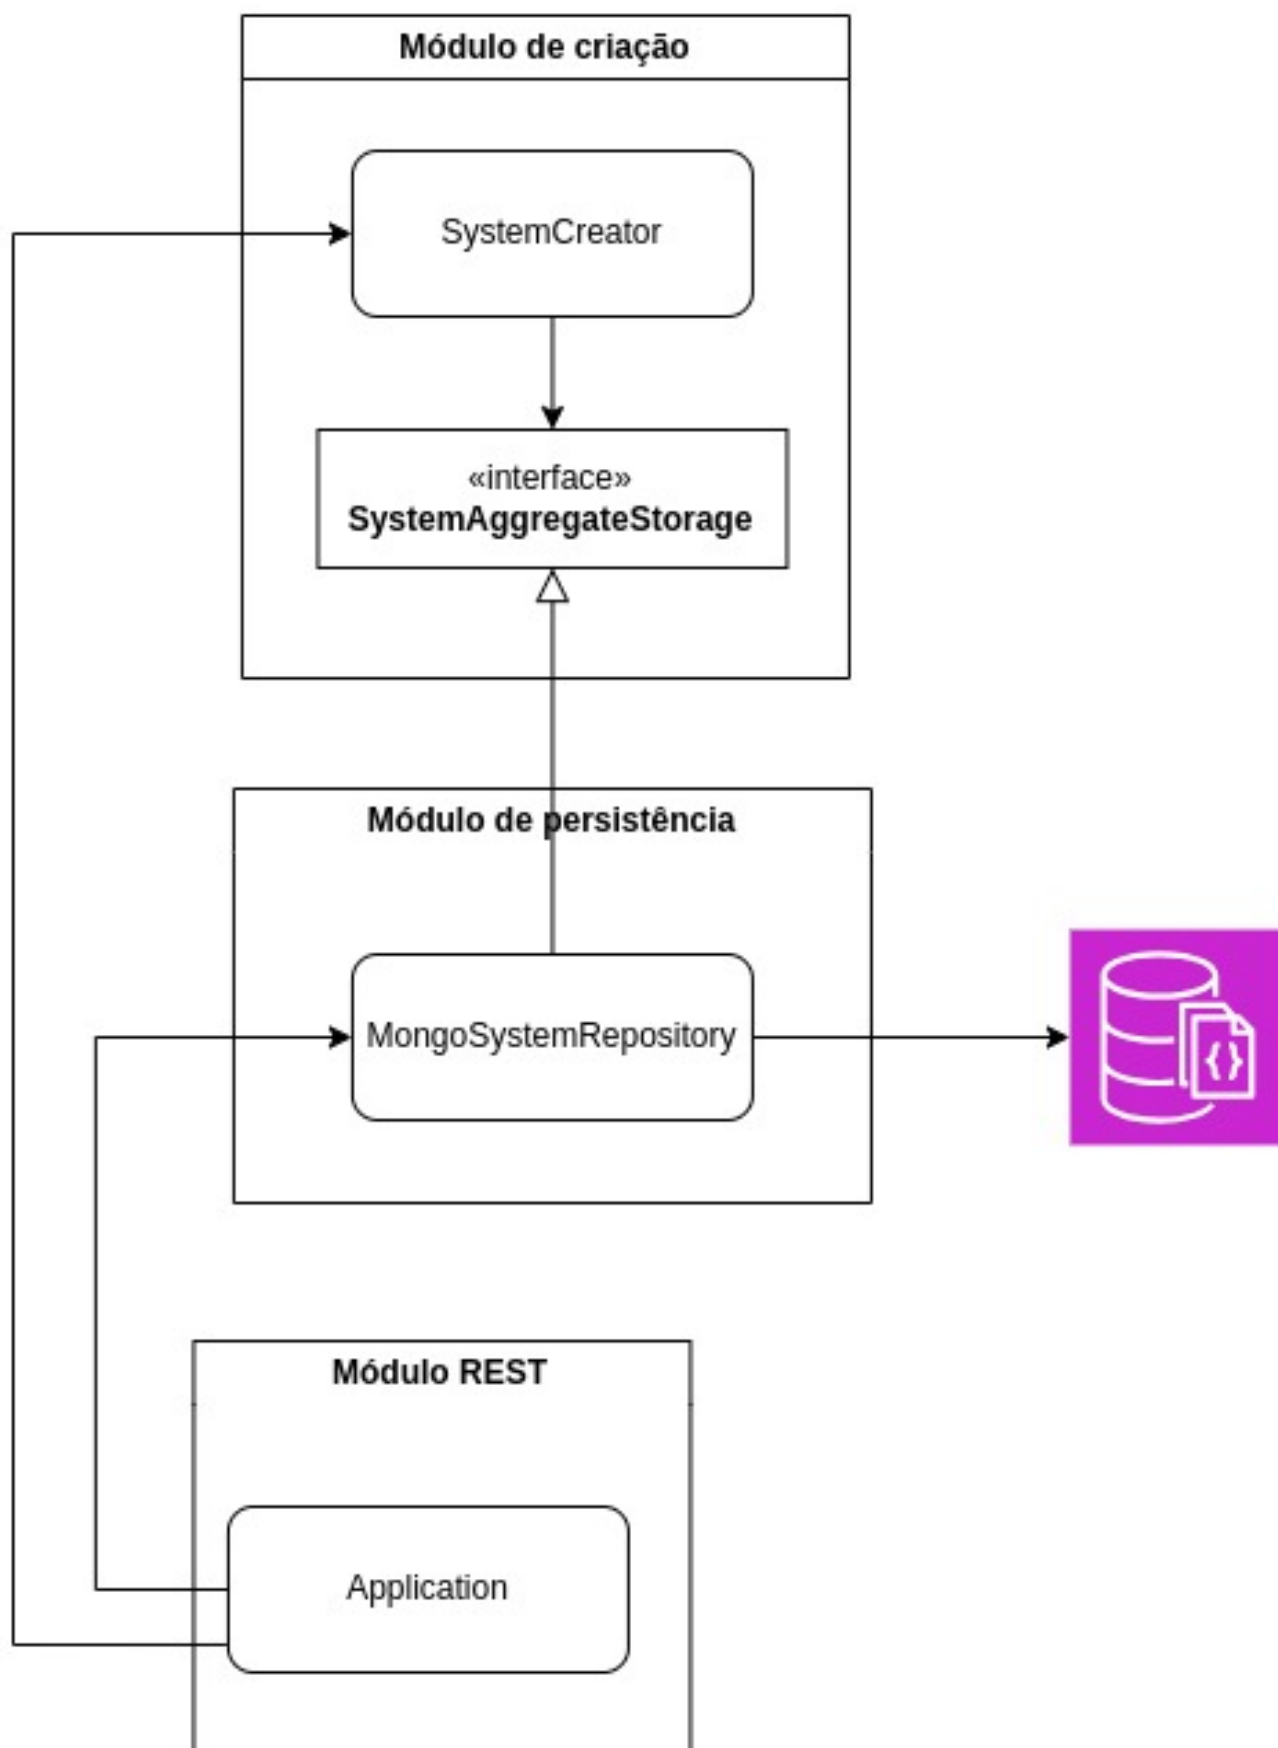 Módulo de criação
SystemCreator
«interface»
SystemAggregateStorage
Módulo de persistência
MongoSystemRepository
{}
Módulo REST
Application